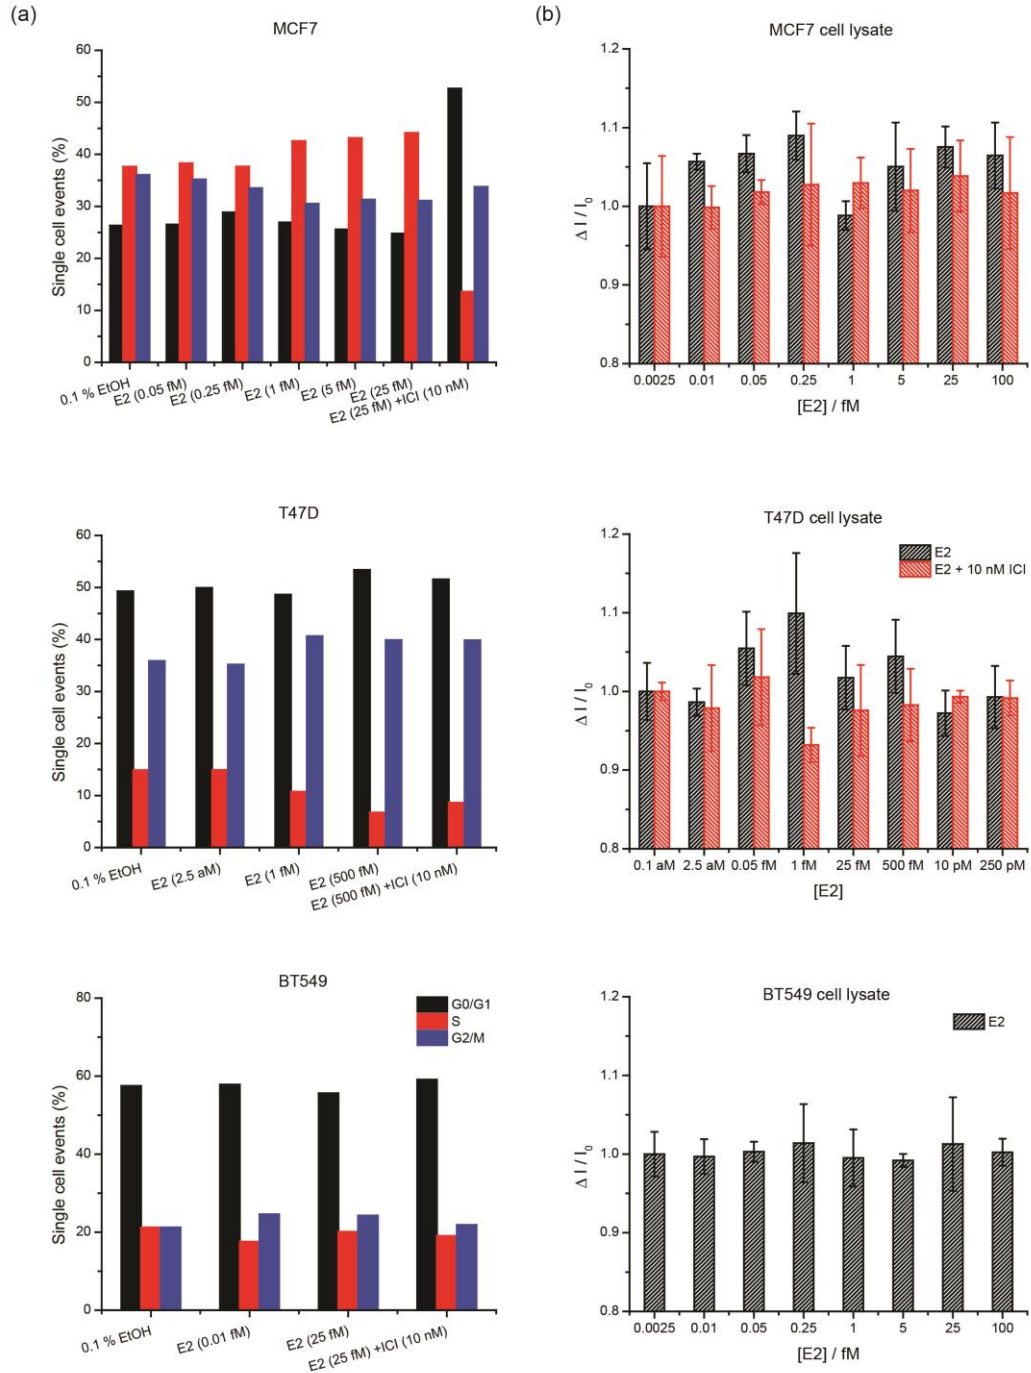 (a)
MCF7
60
50
40
30
20
10
0
Single cell events (%)
0.1 % EtOH
E2 (0.05 fM)
E2 (0.25 fM)
E2 (1 fM)
E2 (5 fM)
E2 (25 fM)
E2 (25 fM) +ICI (10 nM)
(b)
MCF7 cell lysate
1.2
1.1
1.0
0.9
0.8
Δ I / I0
0.0025 0.01 0.05 0.25 1 5 25 100
[E2] / fM
T47D
60
50
40
30
20
10
0
Single cell events (%)
0.1 % EtOH
E2 (2.5 aM)
E2 (1 fM)
E2 (500 fM)
E2 (500 fM) +ICI (10 nM)
T47D cell lysate
E2
E2 + 10 nM ICI
1.2
1.1
1.0
0.9
0.8
Δ I / I0
0.1 aM 2.5 aM 0.05 fM 1 fM 25 fM 500 fM 10 pM 250 pM
[E2]
BT549
G0/G1
S
G2/M
80
60
40
20
0
Single cell events (%)
0.1 % EtOH
E2 (0.01 fM)
E2 (25 fM)
E2 (25 fM) +ICI (10 nM)
BT549 cell lysate
E2
1.2
1.1
1.0
0.9
0.8
Δ I / I0
0.0025 0.01 0.05 0.25 1 5 25 100
[E2] / fM